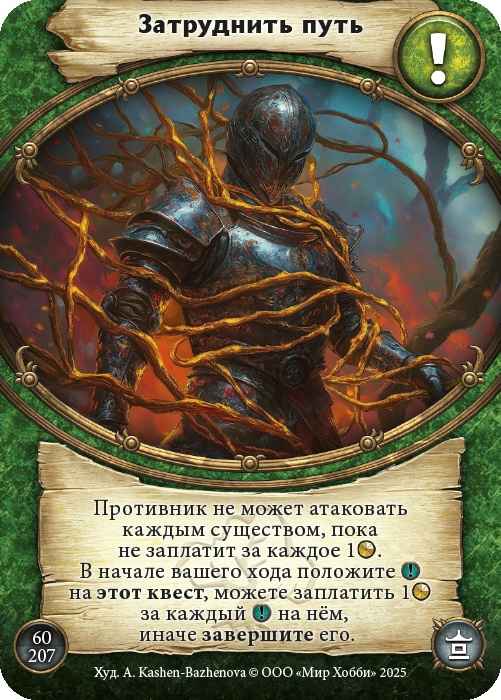 Затруднить путь
!
Противник не может атаковать
каждым существом, пока
не заплатит за каждое 1.
В начале вашего хода положите !
на этот квест, можете заплатить 1
за каждый ! на нём,
иначе завершите его.
60
207
Худ. A. Kashen-Bazhenova © ООО «Мир Хобби» 2025